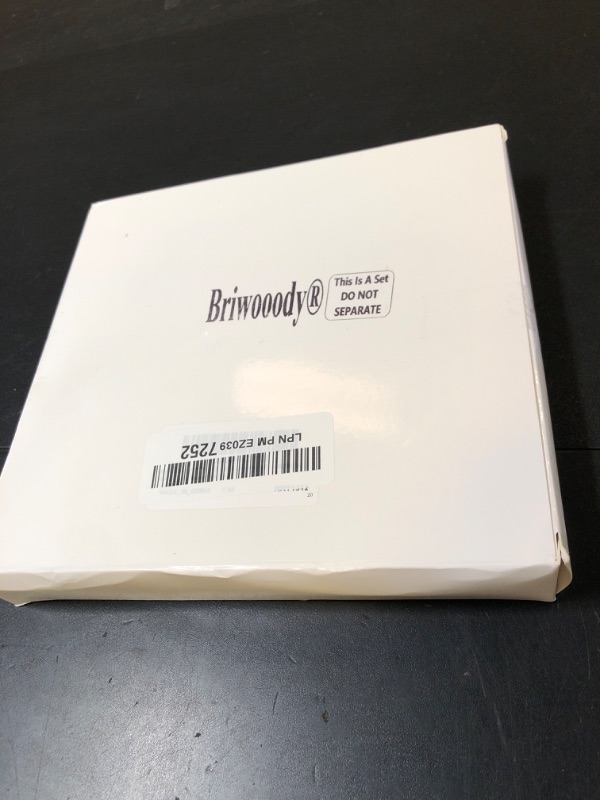 Briwooody®
This Is A Set
DO NOT
SEPARATE
LPN PM EZ039 7252